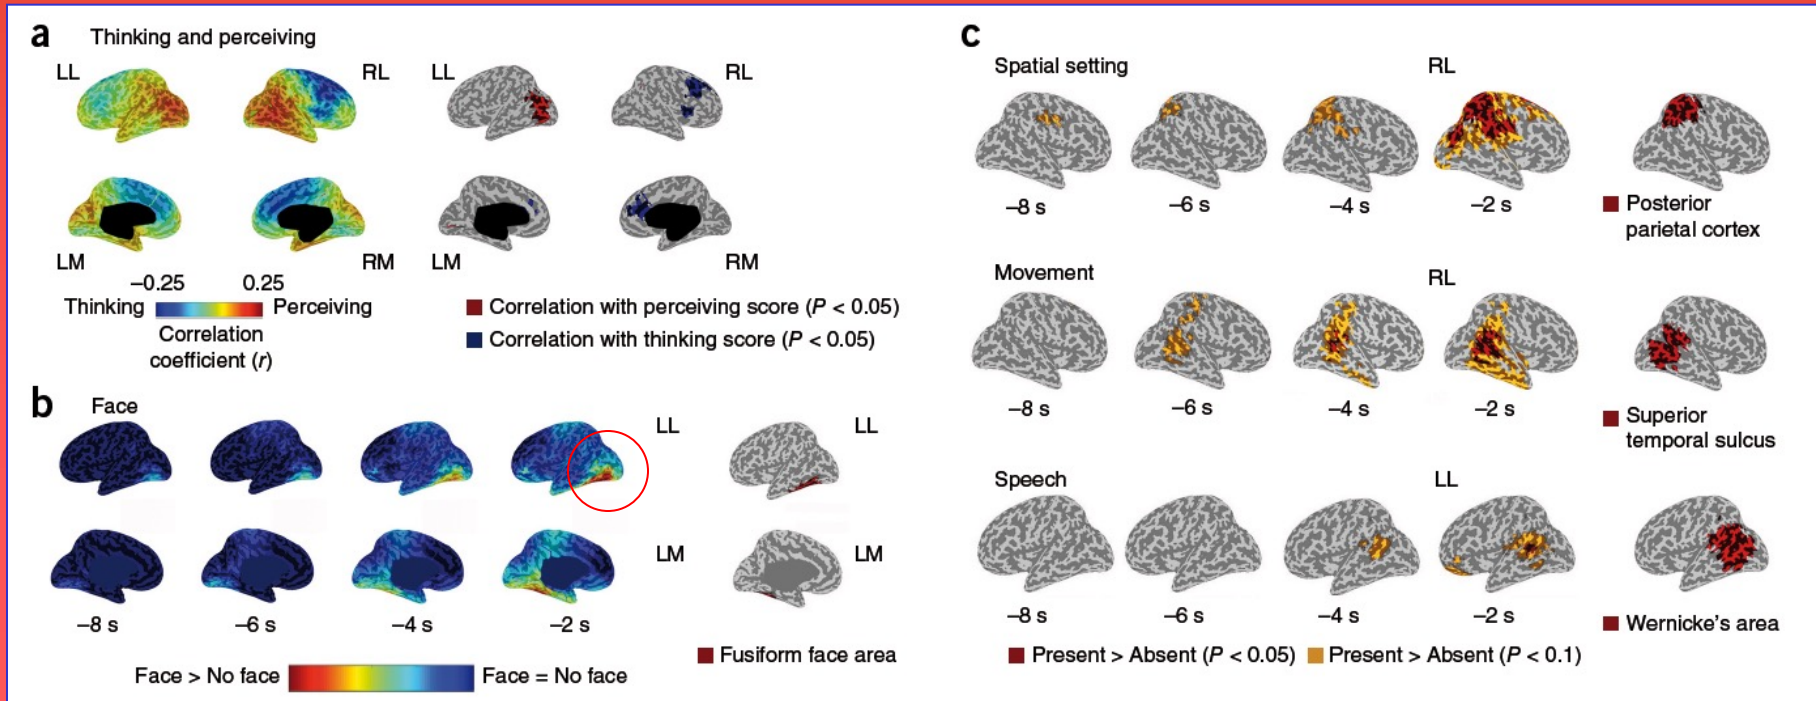 a
Thinking and perceiving
LL
RL
LL
RL
LM
RM
LM
RM
–0.25
0.25
Thinking
Perceiving
Correlation
coefficient (r)
Correlation with perceiving score (P < 0.05)
Correlation with thinking score (P < 0.05)
b
Face
LL
LL
LM
LM
–8 s
–6 s
–4 s
–2 s
Face > No face
Face = No face
Fusiform face area
c
Spatial setting
RL
–8 s
–6 s
–4 s
–2 s
Posterior
parietal cortex
Movement
RL
–8 s
–6 s
–4 s
–2 s
Superior
temporal sulcus
Speech
LL
–8 s
–6 s
–4 s
–2 s
Wernicke's area
Present > Absent (P < 0.05)
Present > Absent (P < 0.1)